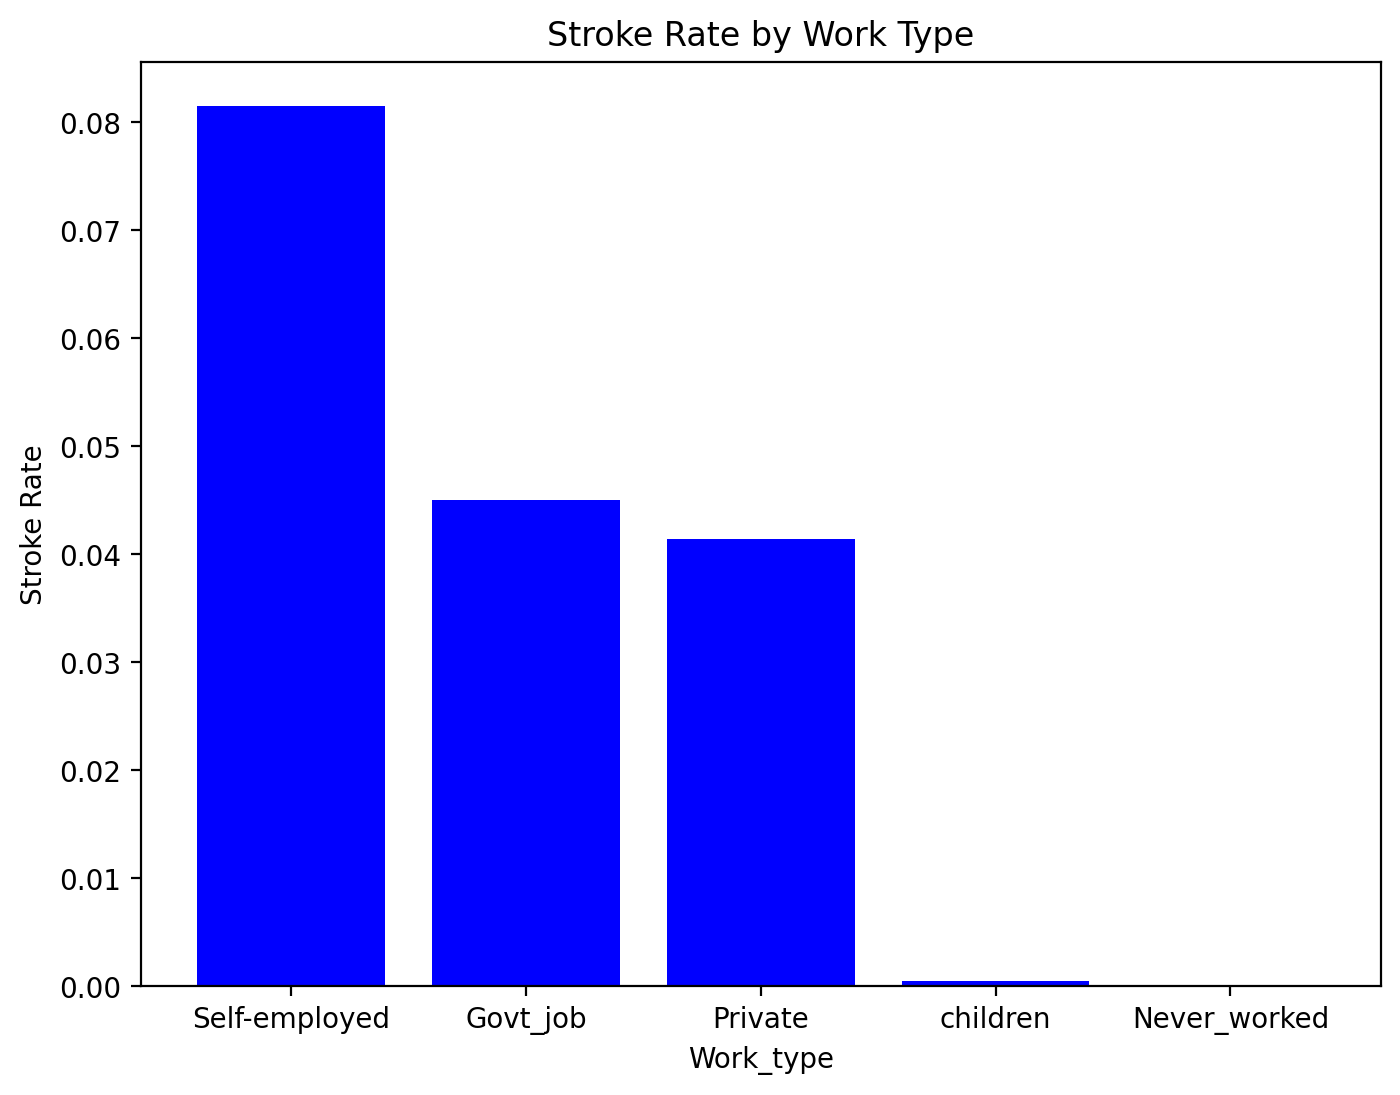 Stroke Rate by Work Type
Stroke Rate
0.08
0.07
0.06
0.05
0.04
0.03
0.02
0.01
0.00
Self-employed Govt_job Private children Never_worked
Work_type